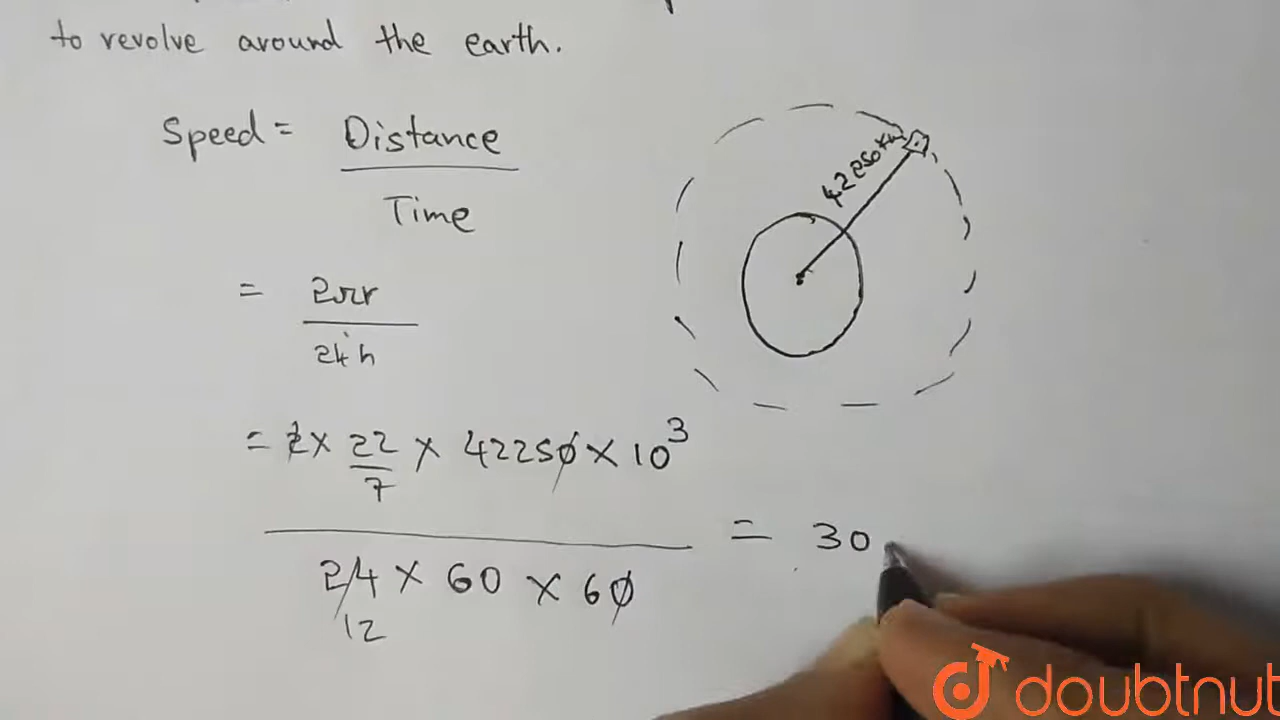 to revolve around the earth.
Speed = Distance
Time
= 2πr
24 h
42250 km
= 2 × 22 × 42250 × 10³
7
24 × 60 × 60
12
= 30
doubtnut